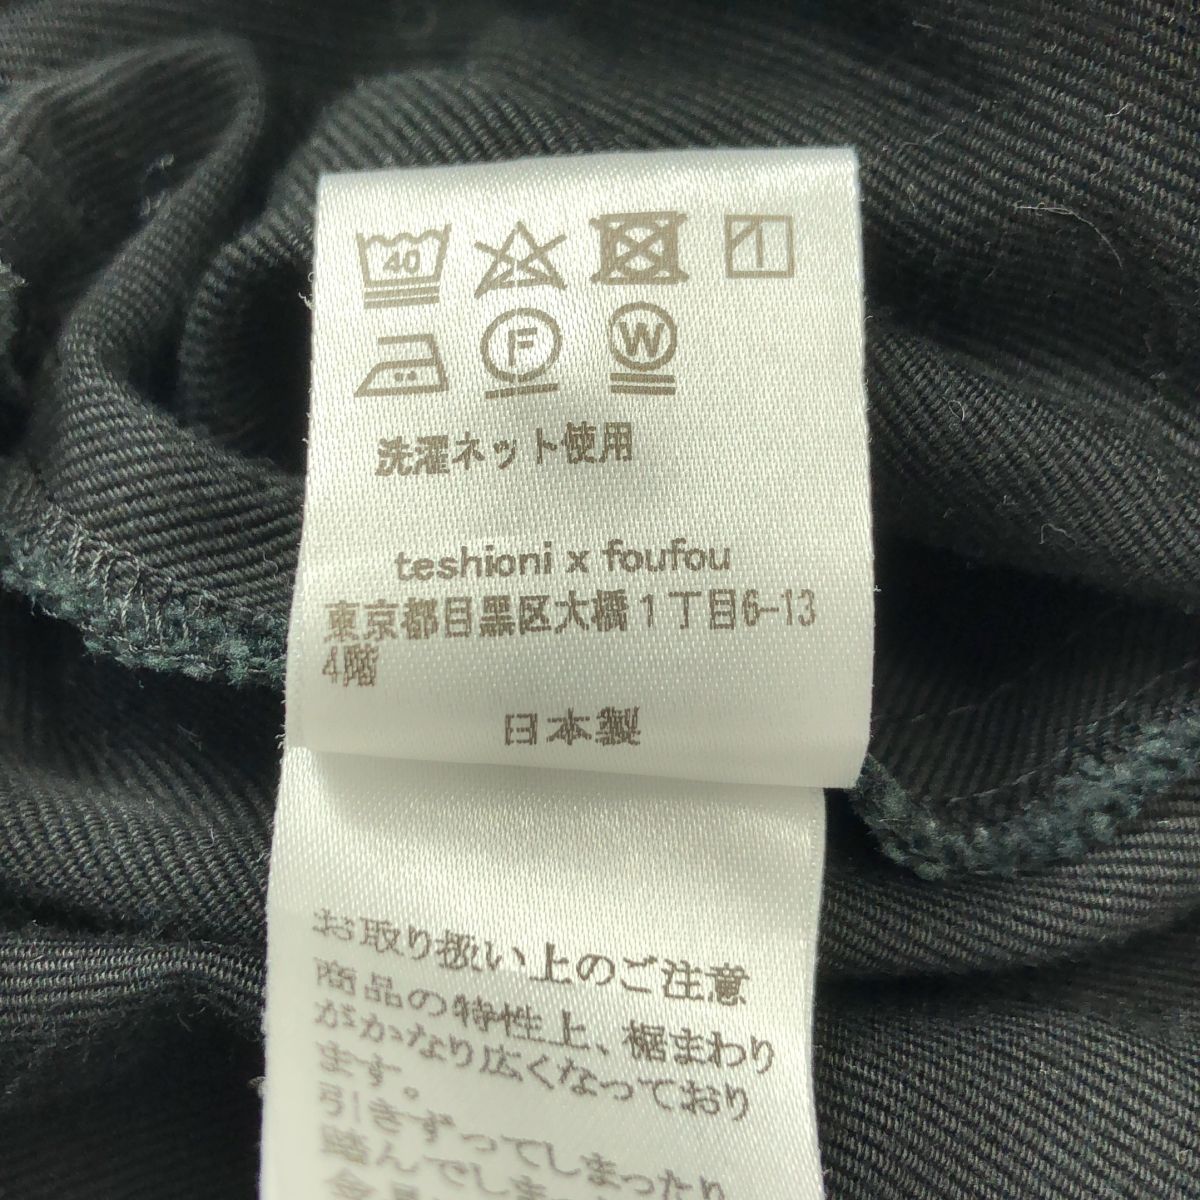 40
F W
洗濯ネット使用
teshioni x foufou
東京都目黒区大橋1丁目6-13
4階
日本製
お取り扱い上のご注意
商品の特性上、裾まわり
がかなり広くなっており
ます。
引きずってしまったり
踏んでしまった